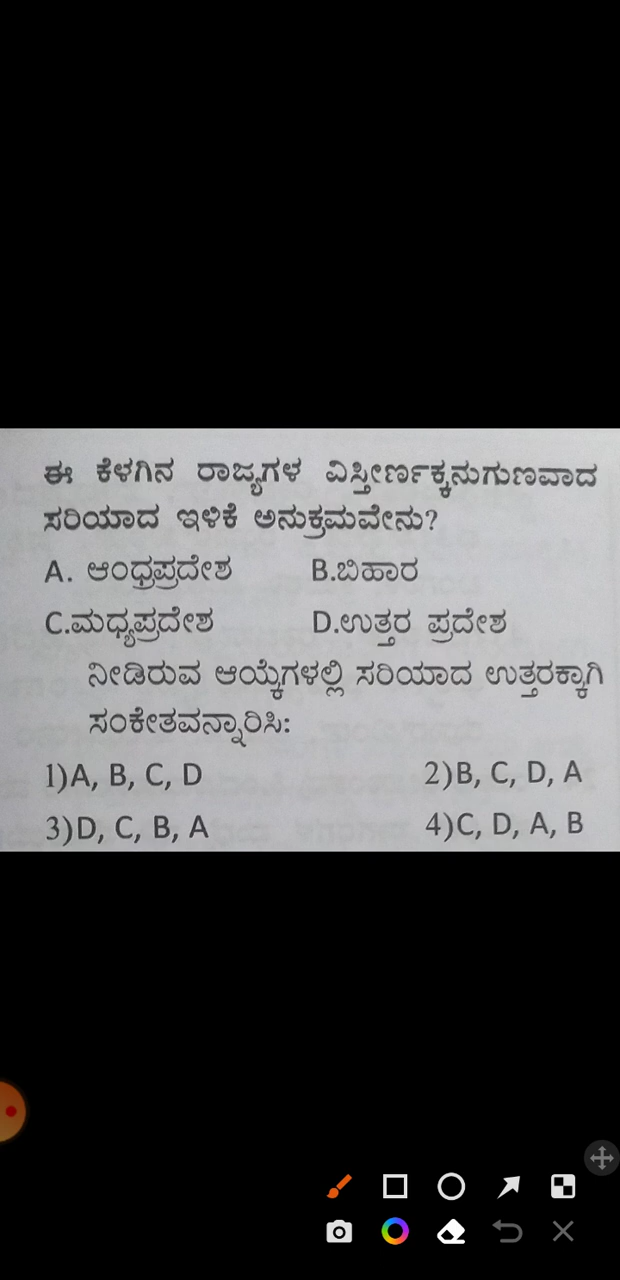 ಈ ಕೆಳಗಿನ ರಾಜ್ಯಗಳ ವಿಸ್ತೀರ್ಣಕ್ಕನುಗುಣವಾದ
ಸರಿಯಾದ ಇಳಿಕೆ ಅನುಕ್ರಮವೇನು?
A. ಆಂಧ್ರಪ್ರದೇಶ B.ಬಿಹಾರ
C.ಮಧ್ಯಪ್ರದೇಶ D.ಉತ್ತರ ಪ್ರದೇಶ
ನೀಡಿರುವ ಆಯ್ಕೆಗಳಲ್ಲಿ ಸರಿಯಾದ ಉತ್ತರಕ್ಕಾಗಿ
ಸಂಕೇತವನ್ನಾರಿಸಿ:
1)A, B, C, D 2)B, C, D, A
3)D, C, B, A 4)C, D, A, B